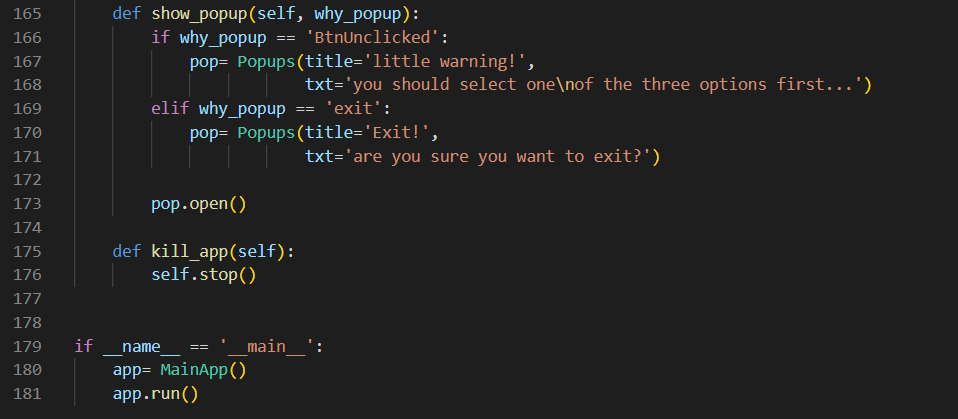 165 def show_popup(self, why_popup):
166 if why_popup == 'BtnUnclicked':
167 pop= Popups(title='little warning!',
168 txt='you should select one\nof the three options first...')
169 elif why_popup == 'exit':
170 pop= Popups(title='Exit!',
171 txt='are you sure you want to exit?')
172
173 pop.open()
174
175 def kill_app(self):
176 self.stop()
177
178
179 if __name__ == '__main__':
180 app= MainApp()
181 app.run()